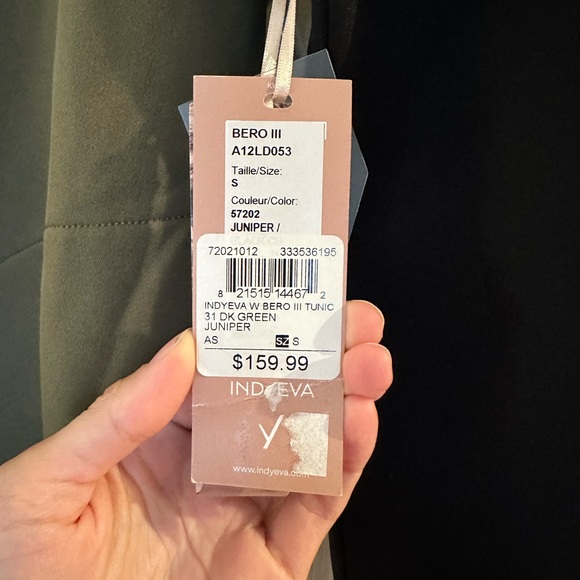 BERO III
A12LD053
Taille/Size:
S
Couleur/Color:
57202
JUNIPER /
72021012 333536195
8 21515 14467 2
INDYEVA W BERO III TUNIC
31 DK GREEN
JUNIPER
AS SZ S
$159.99
INDYEVA
y
www.indyeva.com